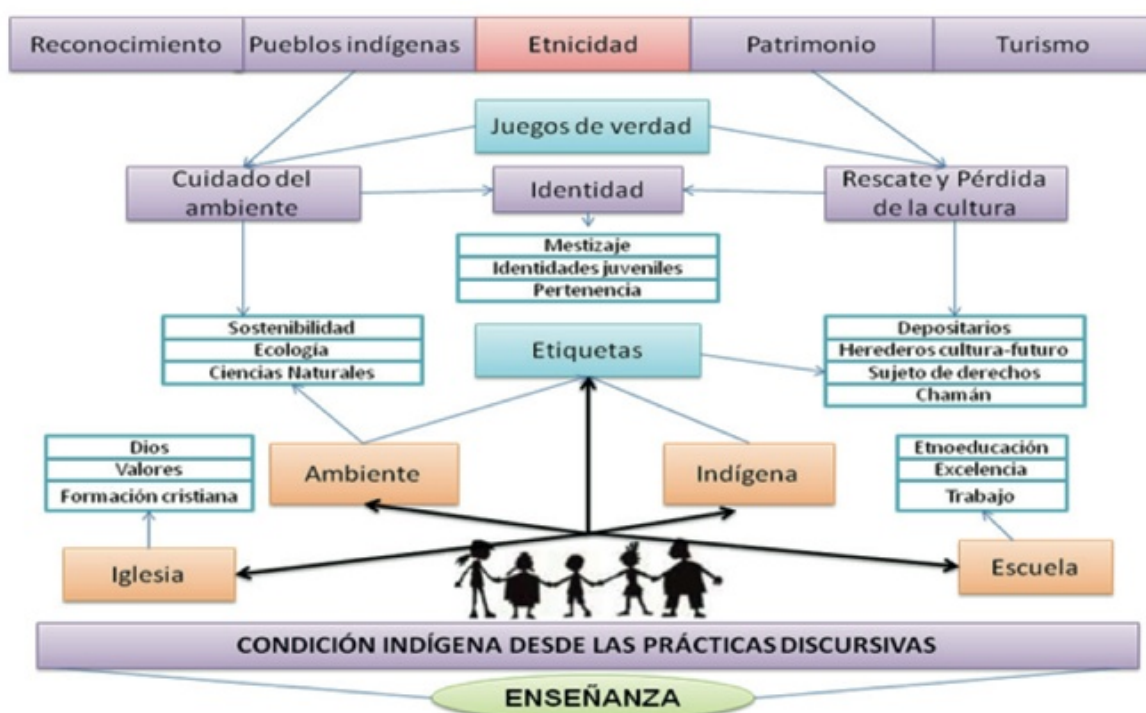 Reconocimiento
Pueblos indígenas
Etnicidad
Patrimonio
Turismo
Juegos de verdad
Cuidado del
ambiente
Identidad
Rescate y Pérdida
de la cultura
Mestizaje
Identidades juveniles
Pertenencia
Sostenibilidad
Ecología
Ciencias Naturales
Etiquetas
Depositarios
Herederos cultura-futuro
Sujeto de derechos
Chamán
Dios
Valores
Formación cristiana
Ambiente
Indígena
Etnoeducación
Excelencia
Trabajo
Iglesia
Escuela
CONDICIÓN INDÍGENA DESDE LAS PRÁCTICAS DISCURSIVAS
ENSEÑANZA